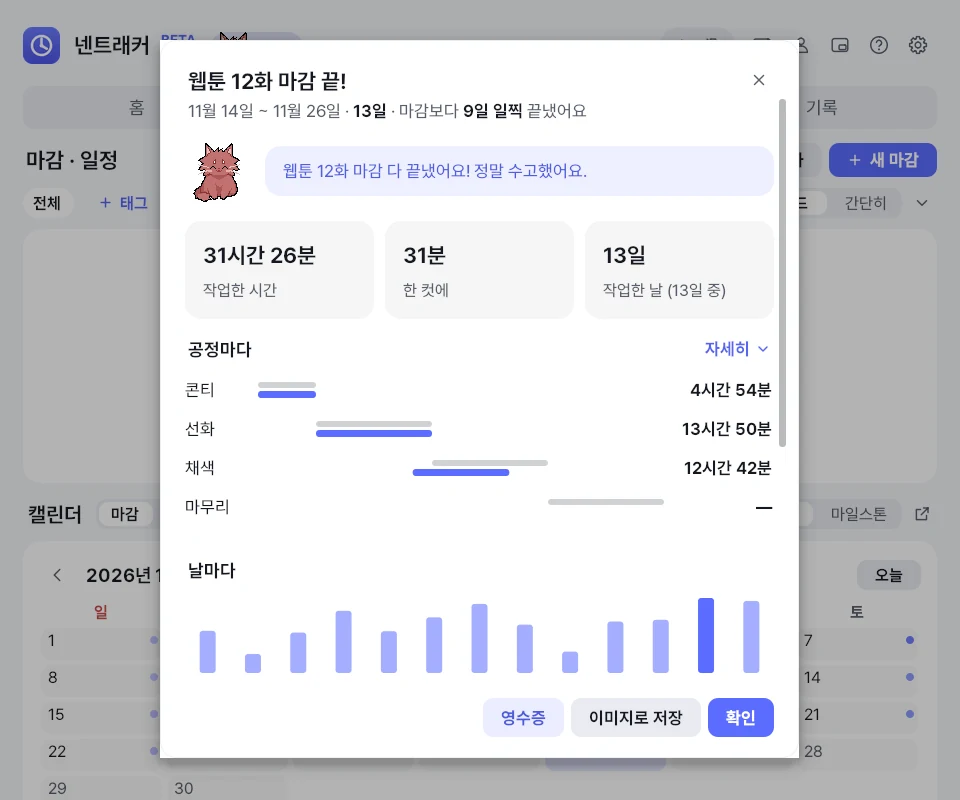 넨트래커 BETA
홈
기록
마감 · 일정
+ 새 마감
전체
+ 태그
간단히
웹툰 12화 마감 끝!
11월 14일 ~ 11월 26일 · 13일 · 마감보다 9일 일찍 끝냈어요
웹툰 12화 마감 다 끝냈어요! 정말 수고했어요.
31시간 26분
작업한 시간
31분
한 컷에
13일
작업한 날 (13일 중)
공정마다
자세히
콘티
4시간 54분
선화
13시간 50분
채색
12시간 42분
마무리
—
날마다
영수증
이미지로 저장
확인
캘린더
마감
마일스톤
2026년 1
오늘
일
토
1
7
8
14
15
21
22
28
29
30